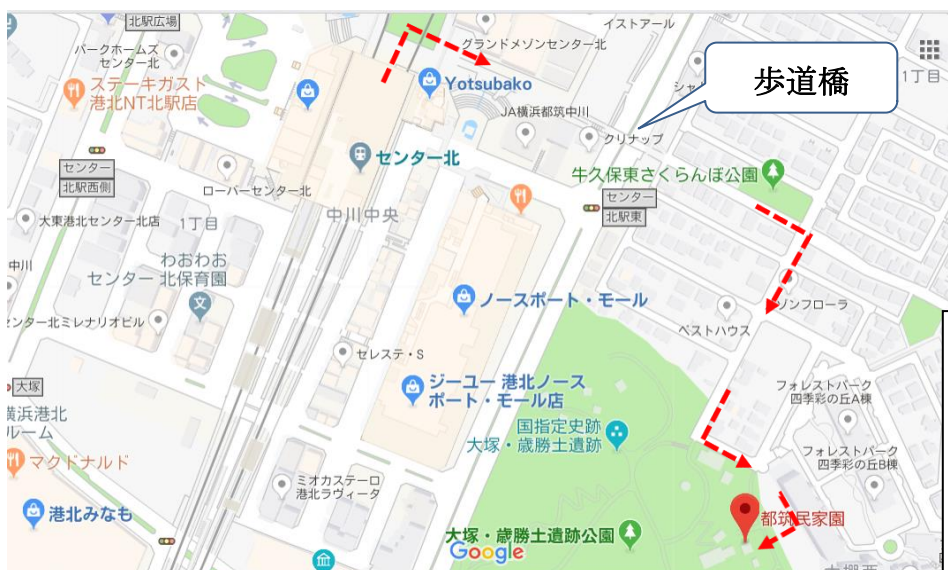 北駅広場
イストアール
パークホームズ
センター北
グランドメゾンセンター北
歩道橋
1丁目
ステーキガスト
港北NT北駅店
Yotsubako
シャ
JA横浜都筑中川
クリナップ
センター
北駅西側
センター北
牛久保東さくらんぼ公園
ローバーセンター北
センター
北駅東
大東港北センター北店
1丁目
中川中央
中川
わおわお
センター 北保育園
ノースポート・モール
ゾンフローラ
ンター北ミレナリオビル
ベストハウス
セレステ・S
大塚
ジーユー 港北ノース
ポート・モール店
フォレストパーク
四季彩の丘A棟
横浜港北
ルーム
国指定史跡
大塚・歳勝土遺跡
フォレストパーク
四季彩の丘B棟
マクドナルド
ミオカステーロ
港北ラヴィータ
港北みなも
都筑民家園
大塚・歳勝土遺跡公園
Google